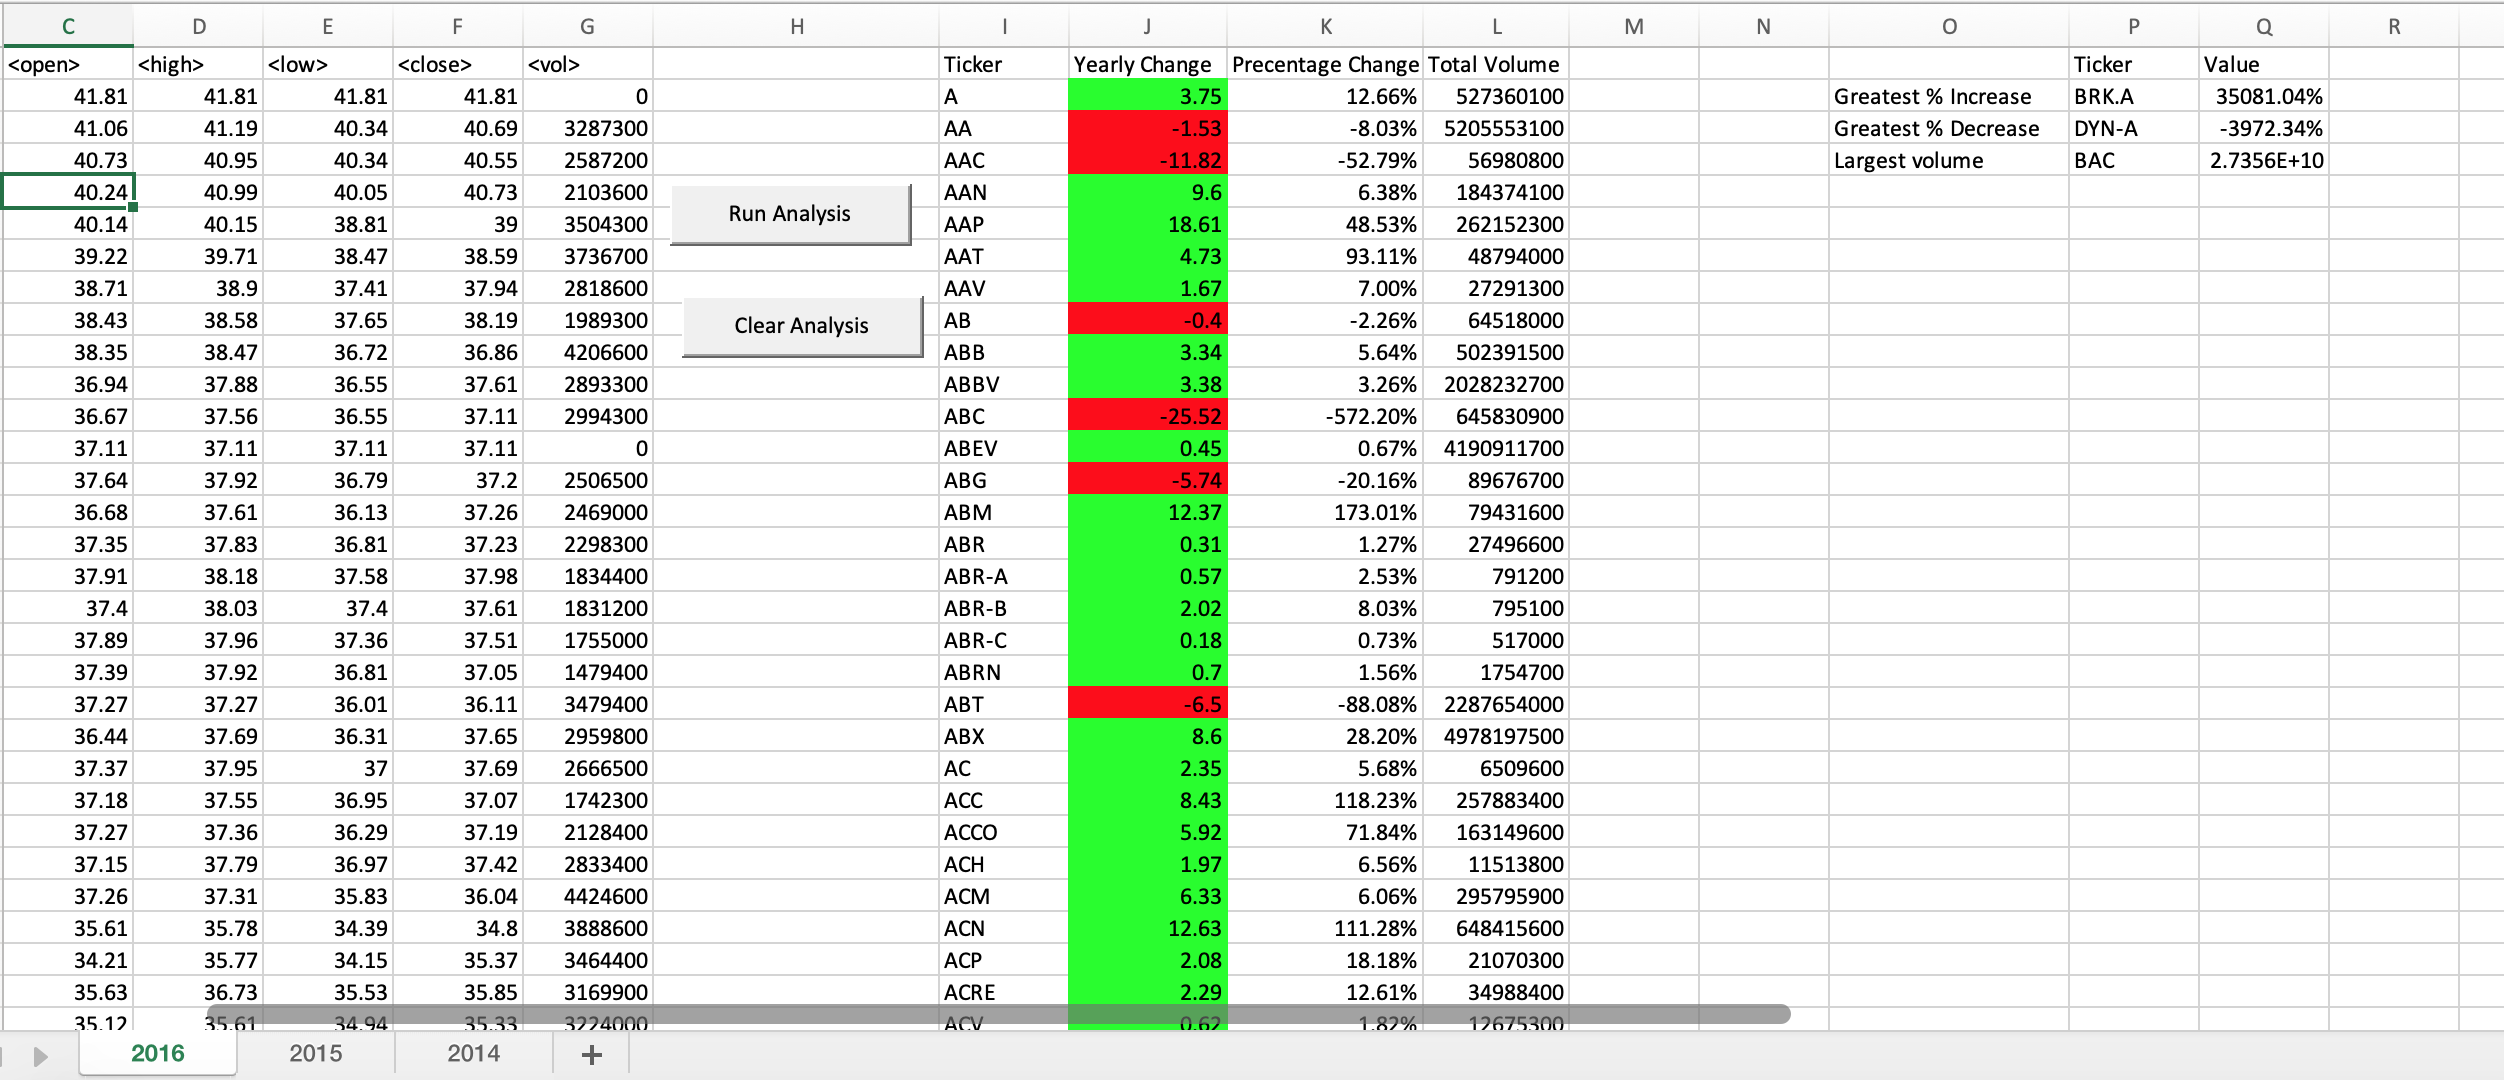 C D E F G H I J K L M N O P Q R
<open> <high> <low> <close> <vol> Ticker Yearly Change Precentage Change Total Volume Ticker Value
41.81 41.81 41.81 41.81 0 A 3.75 12.66% 527360100 Greatest % Increase BRK.A 35081.04%
41.06 41.19 40.34 40.69 3287300 AA -1.53 -8.03% 5205553100 Greatest % Decrease DYN-A -3972.34%
40.73 40.95 40.34 40.55 2587200 AAC -11.82 -52.79% 56980800 Largest volume BAC 2.7356E+10
40.24 40.99 40.05 40.73 2103600 AAN 9.6 6.38% 184374100
Run Analysis
40.14 40.15 38.81 39 3504300 AAP 18.61 48.53% 262152300
39.22 39.71 38.47 38.59 3736700 AAT 4.73 93.11% 48794000
38.71 38.9 37.41 37.94 2818600 AAV 1.67 7.00% 27291300
38.43 38.58 37.65 38.19 1989300 AB -0.4 -2.26% 64518000
Clear Analysis
38.35 38.47 36.72 36.86 4206600 ABB 3.34 5.64% 502391500
36.94 37.88 36.55 37.61 2893300 ABBV 3.38 3.26% 2028232700
36.67 37.56 36.55 37.11 2994300 ABC -25.52 -572.20% 645830900
37.11 37.11 37.11 37.11 0 ABEV 0.45 0.67% 4190911700
37.64 37.92 36.79 37.2 2506500 ABG -5.74 -20.16% 89676700
36.68 37.61 36.13 37.26 2469000 ABM 12.37 173.01% 79431600
37.35 37.83 36.81 37.23 2298300 ABR 0.31 1.27% 27496600
37.91 38.18 37.58 37.98 1834400 ABR-A 0.57 2.53% 791200
37.4 38.03 37.4 37.61 1831200 ABR-B 2.02 8.03% 795100
37.89 37.96 37.36 37.51 1755000 ABR-C 0.18 0.73% 517000
37.39 37.92 36.81 37.05 1479400 ABRN 0.7 1.56% 1754700
37.27 37.27 36.01 36.11 3479400 ABT -6.5 -88.08% 2287654000
36.44 37.69 36.31 37.65 2959800 ABX 8.6 28.20% 4978197500
37.37 37.95 37 37.69 2666500 AC 2.35 5.68% 6509600
37.18 37.55 36.95 37.07 1742300 ACC 8.43 118.23% 257883400
37.27 37.36 36.29 37.19 2128400 ACCO 5.92 71.84% 163149600
37.15 37.79 36.97 37.42 2833400 ACH 1.97 6.56% 11513800
37.26 37.31 35.83 36.04 4424600 ACM 6.33 6.06% 295795900
35.61 35.78 34.39 34.8 3888600 ACN 12.63 111.28% 648415600
34.21 35.77 34.15 35.37 3464400 ACP 2.08 18.18% 21070300
35.63 36.73 35.53 35.85 3169900 ACRE 2.29 12.61% 34988400
35.12 35.61 34.94 35.33 3224000 ACV 0.62 1.82% 12675300
2016 2015 2014 +